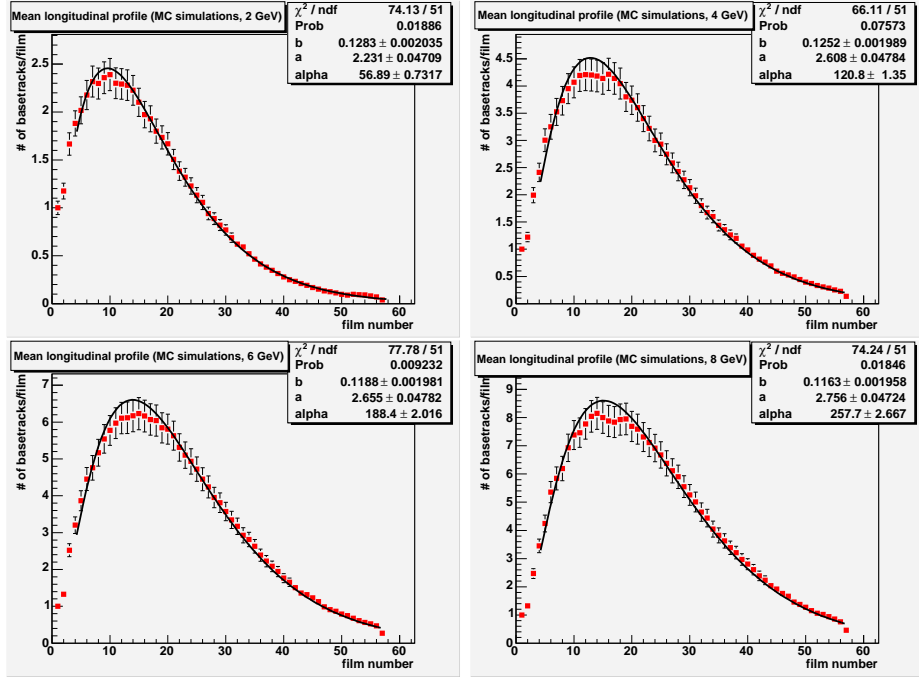 Mean longitudinal profile (MC simulations, 2 GeV)
χ² / ndf 74.13 / 51
Prob 0.01886
b 0.1283 ± 0.002035
a 2.231 ± 0.04709
alpha 56.89 ± 0.7317
# of basetracks/film
2.5
2
1.5
1
0.5
0
0 10 20 30 40 50 60
film number
Mean longitudinal profile (MC simulations, 4 GeV)
χ² / ndf 66.11 / 51
Prob 0.07573
b 0.1252 ± 0.001989
a 2.608 ± 0.04784
alpha 120.8 ± 1.35
# of basetracks/film
4.5
4
3.5
3
2.5
2
1.5
1
0.5
0
0 10 20 30 40 50 60
film number
Mean longitudinal profile (MC simulations, 6 GeV)
χ² / ndf 77.78 / 51
Prob 0.009232
b 0.1188 ± 0.001981
a 2.655 ± 0.04782
alpha 188.4 ± 2.016
# of basetracks/film
7
6
5
4
3
2
1
0
0 10 20 30 40 50 60
film number
Mean longitudinal profile (MC simulations, 8 GeV)
χ² / ndf 74.24 / 51
Prob 0.01846
b 0.1163 ± 0.001958
a 2.756 ± 0.04724
alpha 257.7 ± 2.667
# of basetracks/film
9
8
7
6
5
4
3
2
1
0
0 10 20 30 40 50 60
film number